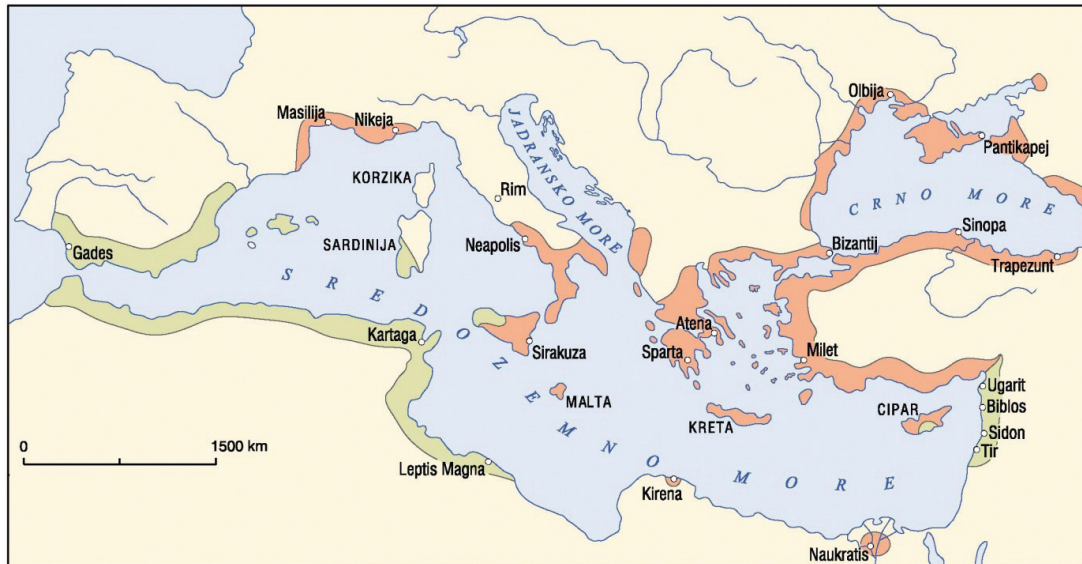 Olbija
Masilija
Nikeja
Pantikapej
JADRANSKO MORE
KORZIKA
Rim
CRNO MORE
Sinopa
Gades
SARDINIJA
Neapolis
Bizantij
Trapezunt
SREDOZEMNO MORE
Kartaga
Sirakuza
Atena
Sparta
Milet
Ugarit
Biblos
MALTA
CIPAR
KRETA
Sidon
Tir
0 1500 km
Leptis Magna
Kirena
Naukratis